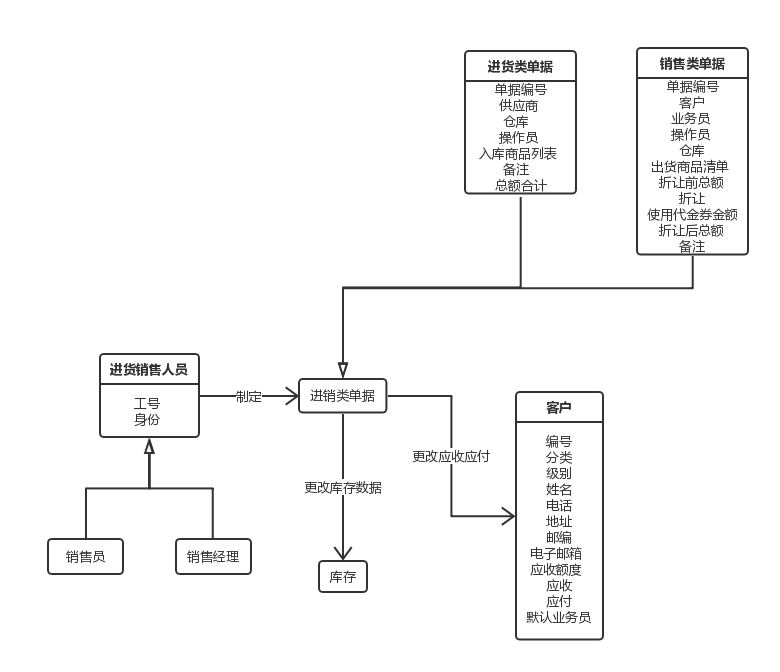 进货类单据
单据编号
供应商
仓库
操作员
入库商品列表
备注
总额合计
销售类单据
单据编号
客户
业务员
操作员
仓库
出货商品清单
折让前总额
折让
使用代金券金额
折让后总额
备注
进货销售人员
工号
身份
制定
进销类单据
更改应收应付
更改库存数据
客户
编号
分类
级别
姓名
电话
地址
邮编
电子邮箱
应收额度
应收
应付
默认业务员
销售员
销售经理
库存